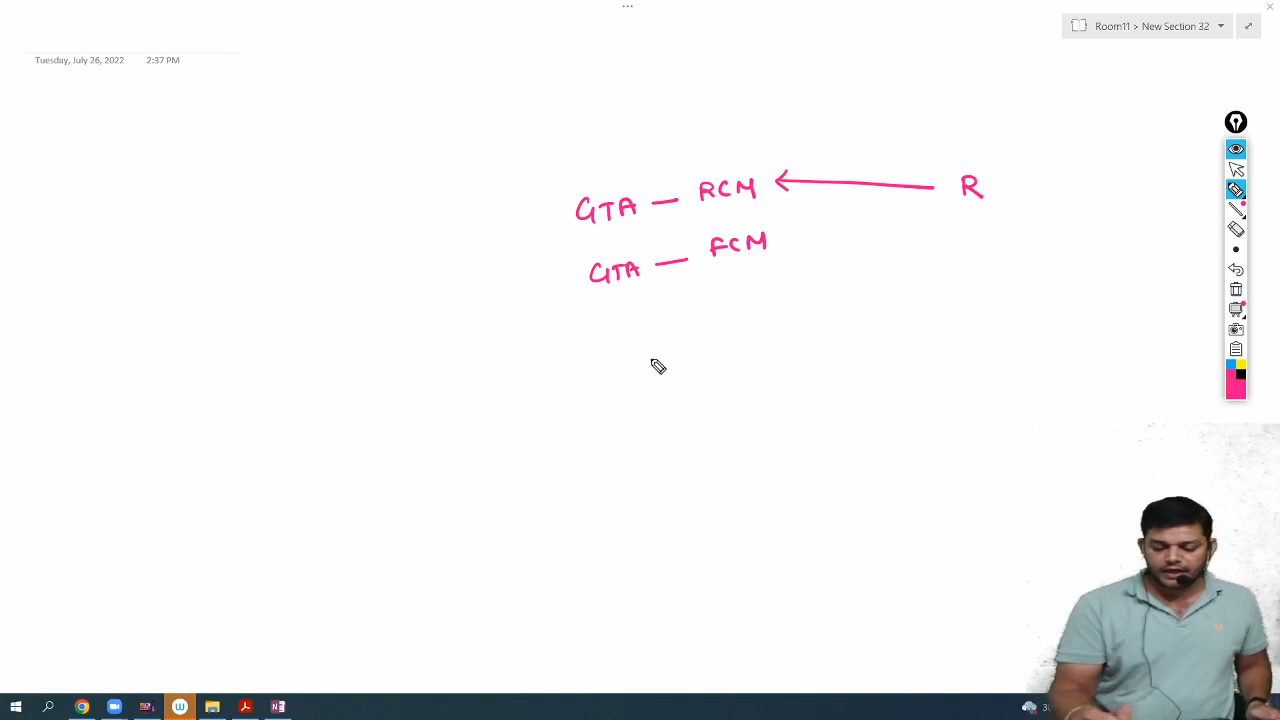 Room11 > New Section 32
Tuesday, July 26, 2022 2:37 PM
GTA — RCM ← R
GTA — FCM